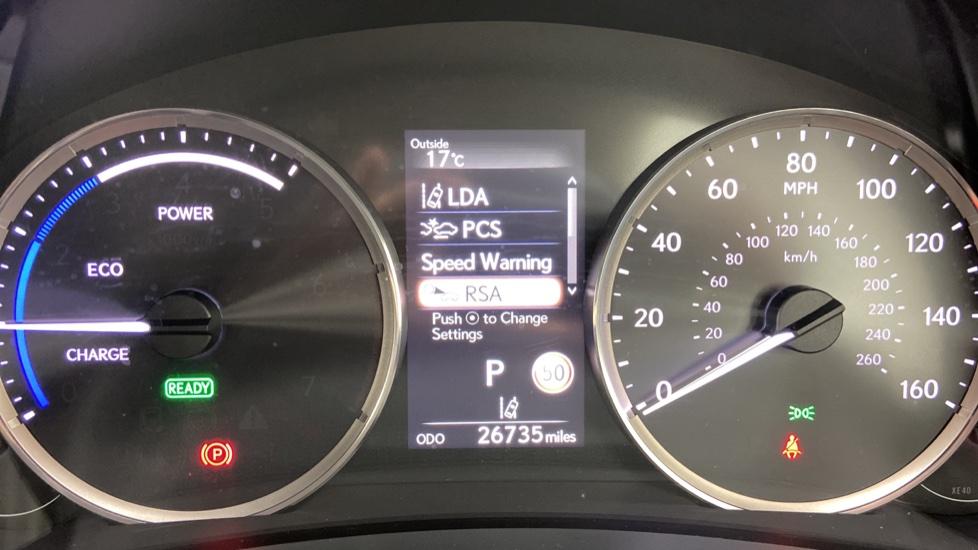 Outside
17°C
LDA
PCS
Speed Warning
RSA
Push ⊙ to Change
Settings
P
50
ODO 26735 miles
POWER
ECO
CHARGE
READY
P
0
20
40
60
80
100
120
140
160
MPH
0
20
40
60
80
100
120
140
160
180
200
220
240
260
km/h
XE40